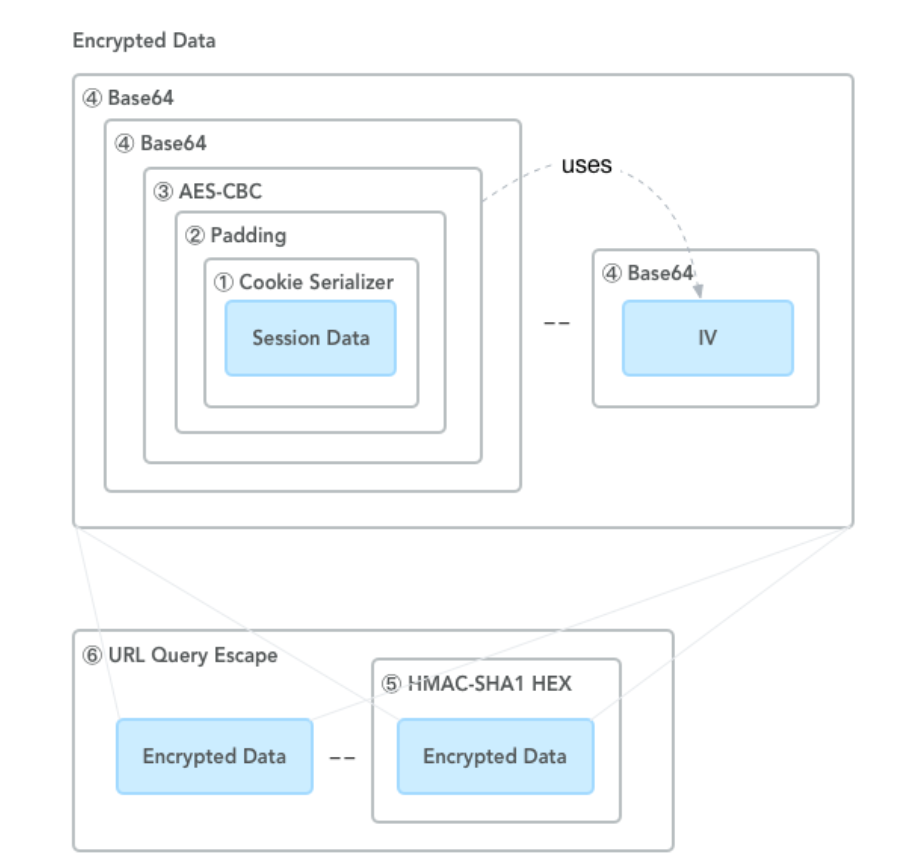 Encrypted Data
④ Base64
④ Base64
uses
③ AES-CBC
② Padding
④ Base64
① Cookie Serializer
Session Data
--
IV
⑥ URL Query Escape
⑤ HMAC-SHA1 HEX
Encrypted Data
--
Encrypted Data